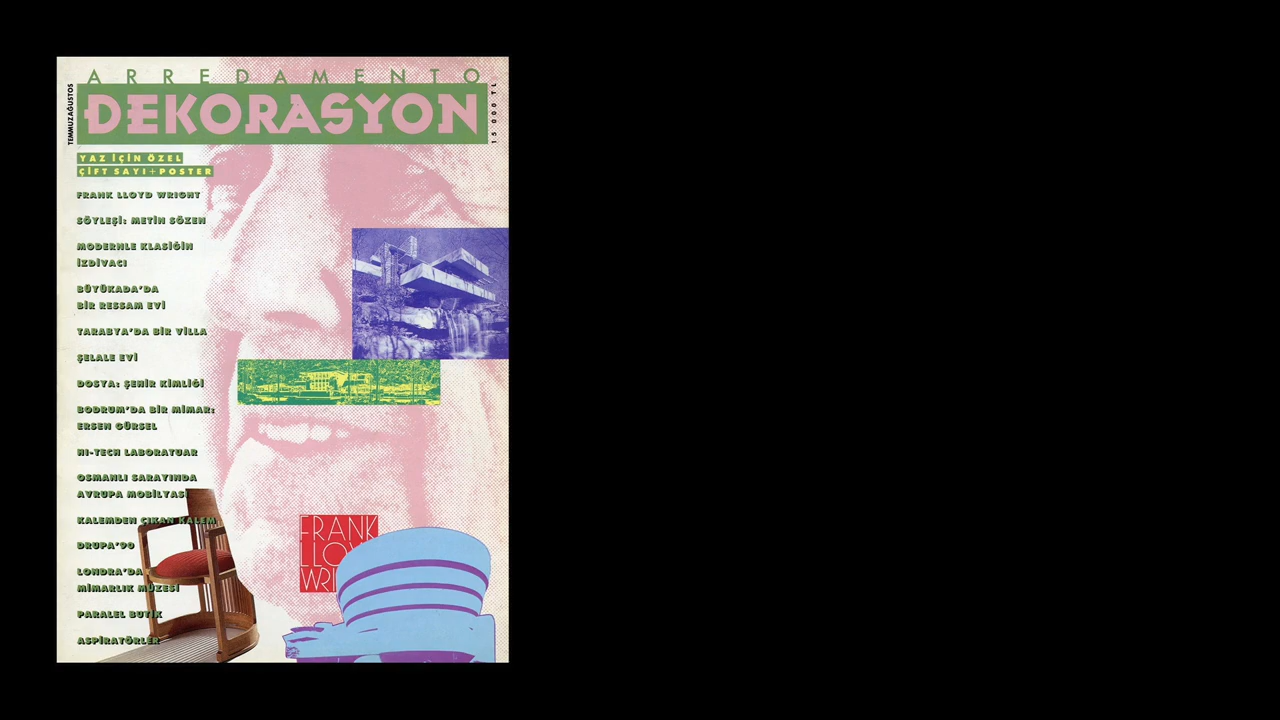 ARREDAMENTO
DEKORASYON
TEMMUZAĞUSTOS
15 000 TL
YAZ İÇİN ÖZEL
ÇİFT SAYI+POSTER
FRANK LLOYD WRIGHT
SÖYLEŞİ: METİN SÖZEN
MODERNLE KLASİĞİN
İZDİVACI
BÜYÜKADA'DA
BİR RESSAM EVİ
TARABYA'DA BİR VİLLA
ŞELALE EVİ
DOSYA: ŞEHİR KİMLİĞİ
BODRUM'DA BİR MİMAR:
ERSEN GÜRSEL
HI-TECH LABORATUAR
OSMANLI SARAYINDA
AVRUPA MOBİLYASI
KALEMDEN ÇIKAN KALEM
DRUPA'90
LONDRA'DA
MİMARLIK MÜZESİ
PARALEL BUTİK
ASPİRATÖRLER
FRANK
LLOY
WRI